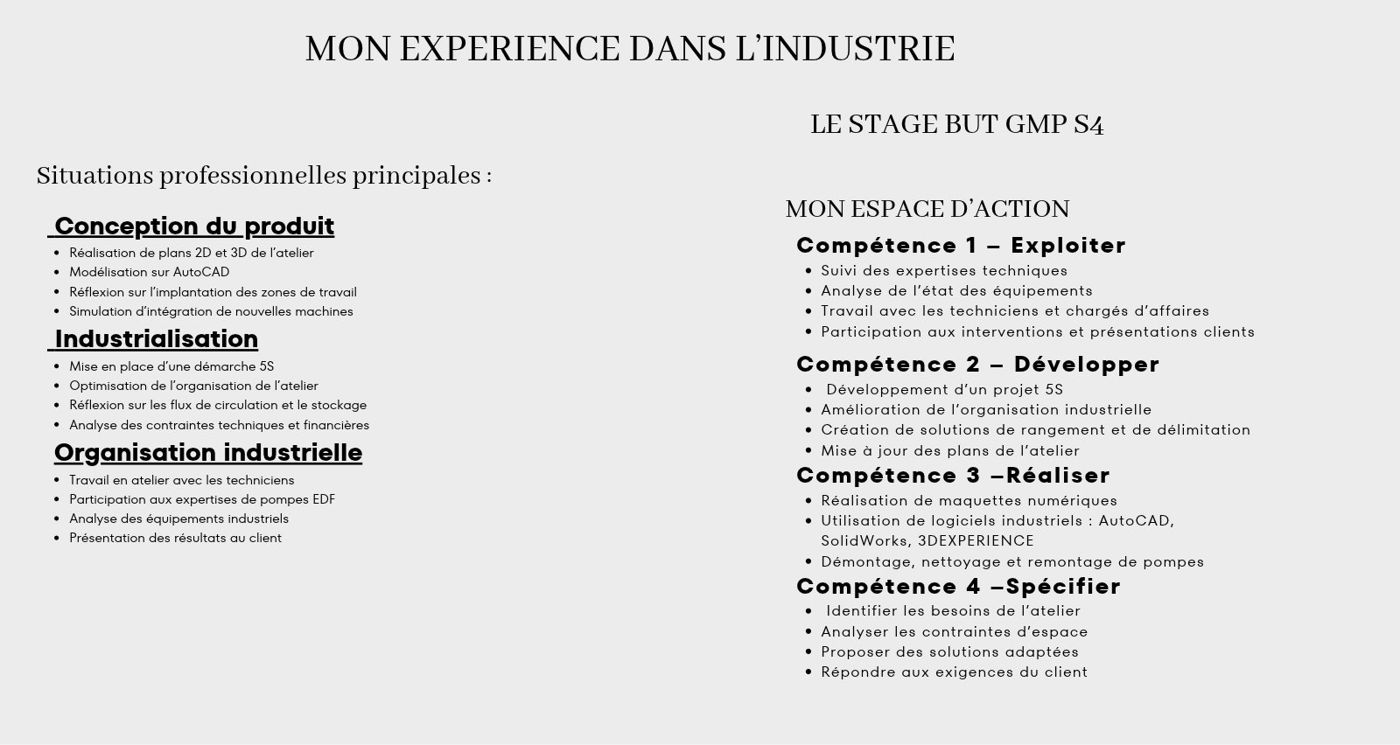 MON EXPERIENCE DANS L'INDUSTRIE
LE STAGE BUT GMP S4
Situations professionnelles principales :
Conception du produit
• Réalisation de plans 2D et 3D de l'atelier
• Modélisation sur AutoCAD
• Réflexion sur l'implantation des zones de travail
• Simulation d'intégration de nouvelles machines
Industrialisation
• Mise en place d'une démarche 5S
• Optimisation de l'organisation de l'atelier
• Réflexion sur les flux de circulation et le stockage
• Analyse des contraintes techniques et financières
Organisation industrielle
• Travail en atelier avec les techniciens
• Participation aux expertises de pompes EDF
• Analyse des équipements industriels
• Présentation des résultats au client
MON ESPACE D'ACTION
Compétence 1 – Exploiter
• Suivi des expertises techniques
• Analyse de l'état des équipements
• Travail avec les techniciens et chargés d'affaires
• Participation aux interventions et présentations clients
Compétence 2 – Développer
• Développement d'un projet 5S
• Amélioration de l'organisation industrielle
• Création de solutions de rangement et de délimitation
• Mise à jour des plans de l'atelier
Compétence 3 –Réaliser
• Réalisation de maquettes numériques
• Utilisation de logiciels industriels : AutoCAD,
SolidWorks, 3DEXPERIENCE
• Démontage, nettoyage et remontage de pompes
Compétence 4 –Spécifier
• Identifier les besoins de l'atelier
• Analyser les contraintes d'espace
• Proposer des solutions adaptées
• Répondre aux exigences du client